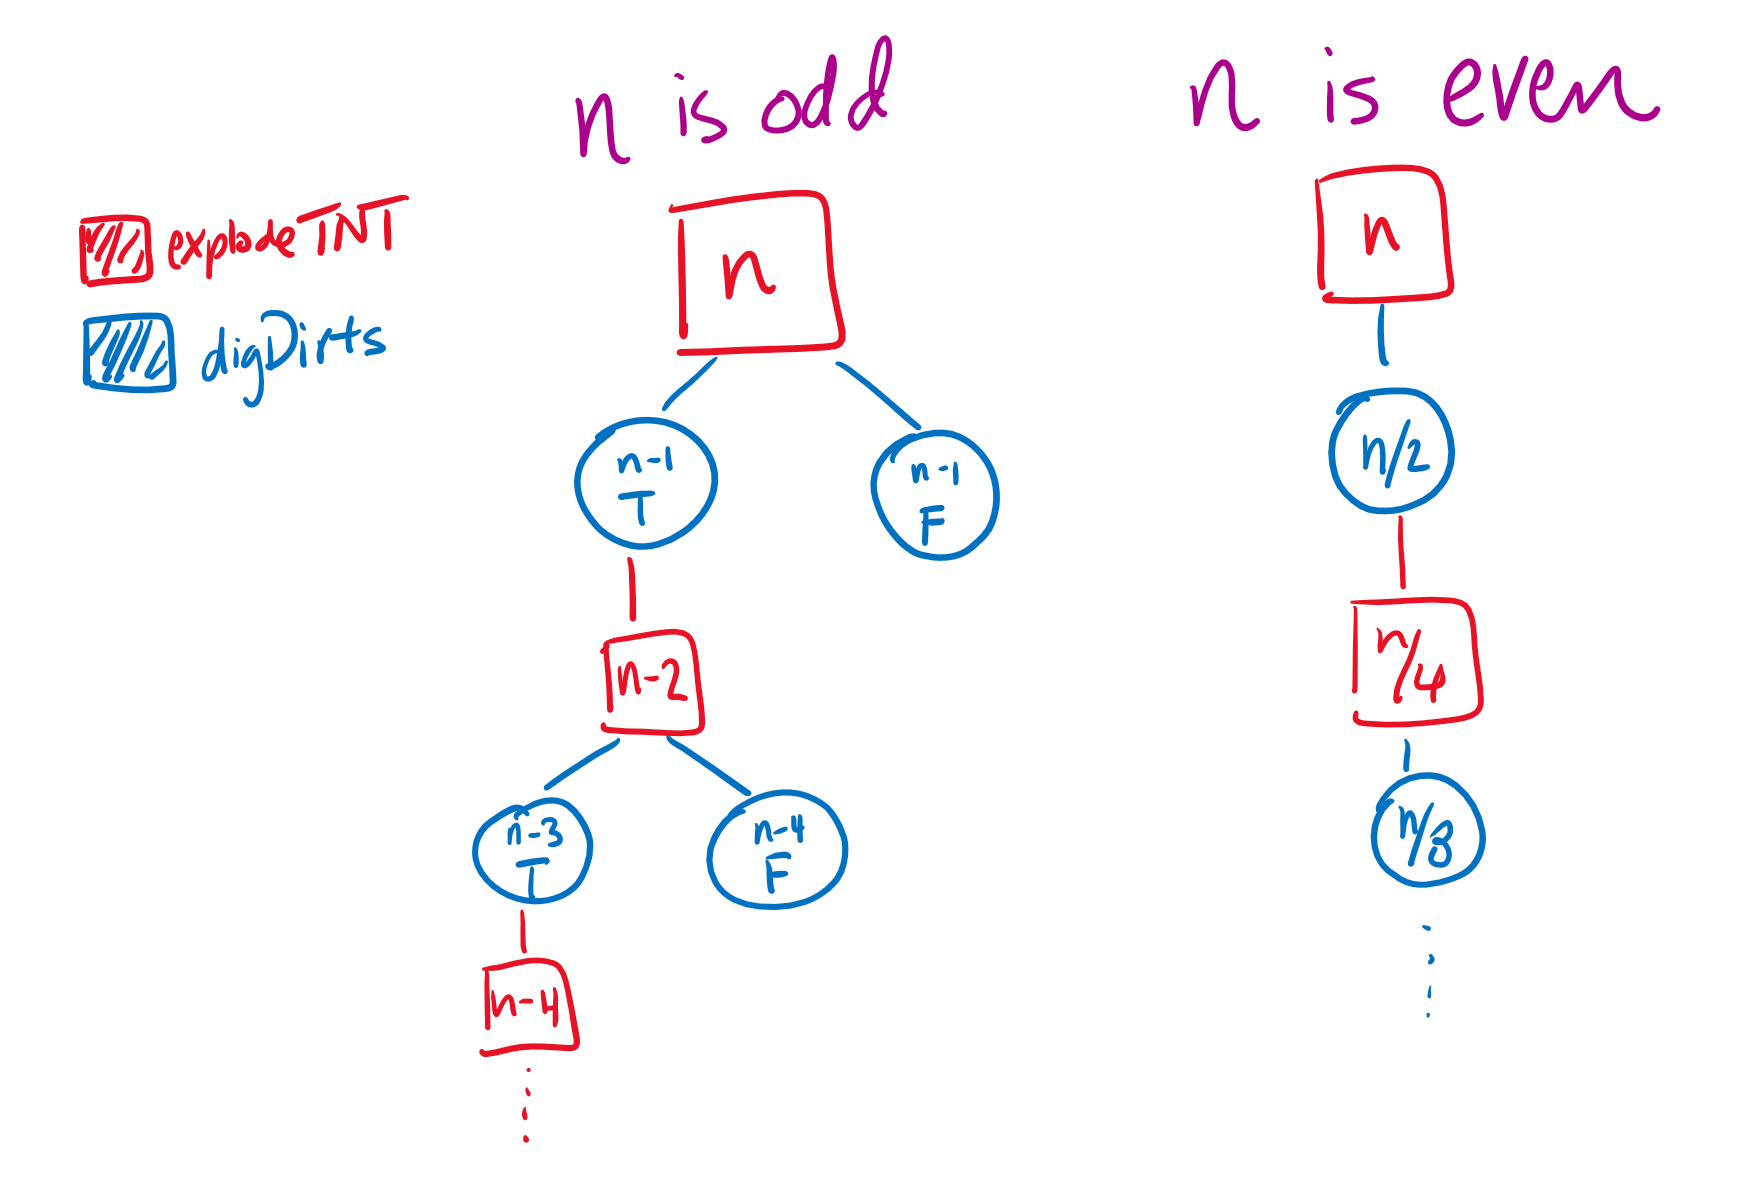 n is odd
n is even
explodeTNT
digDirts
n
n-1
T
n-1
F
n-2
n-3
T
n-4
F
n-4
n
n/2
n/4
n/8